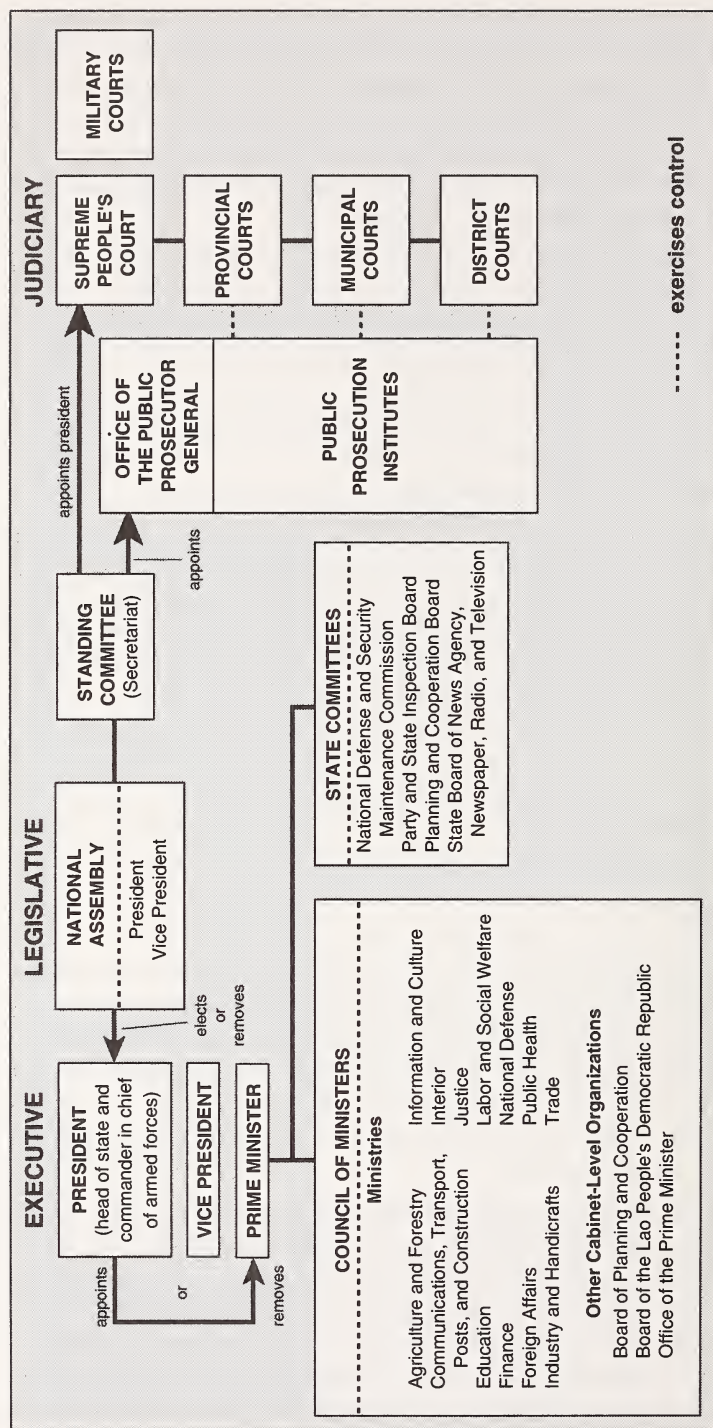 EXECUTIVE
PRESIDENT
(head of state and
commander in chief
of armed forces)
VICE PRESIDENT
PRIME MINISTER
appoints
or
removes
LEGISLATIVE
NATIONAL
ASSEMBLY
President
Vice President
elects
or
removes
STANDING
COMMITTEE
(Secretariat)
appoints president
appoints
JUDICIARY
SUPREME
PEOPLE'S
COURT
MILITARY
COURTS
PROVINCIAL
COURTS
MUNICIPAL
COURTS
DISTRICT
COURTS
OFFICE OF
THE PUBLIC
PROSECUTOR
GENERAL
PUBLIC
PROSECUTION
INSTITUTES
COUNCIL OF MINISTERS
Ministries
Agriculture and Forestry
Communications, Transport,
Posts, and Construction
Education
Finance
Foreign Affairs
Industry and Handicrafts
Information and Culture
Interior
Justice
Labor and Social Welfare
National Defense
Public Health
Trade
Other Cabinet-Level Organizations
Board of Planning and Cooperation
Board of the Lao People's Democratic Republic
Office of the Prime Minister
STATE COMMITTEES
National Defense and Security
Maintenance Commission
Party and State Inspection Board
Planning and Cooperation Board
State Board of News Agency,
Newspaper, Radio, and Television
----- exercises control